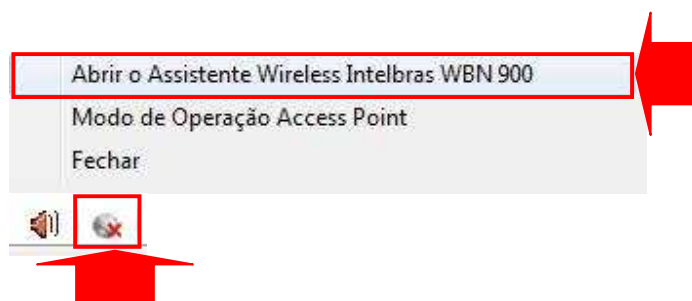 Abrir o Assistente Wireless Intelbras WBN 900
Modo de Operação Access Point
Fechar